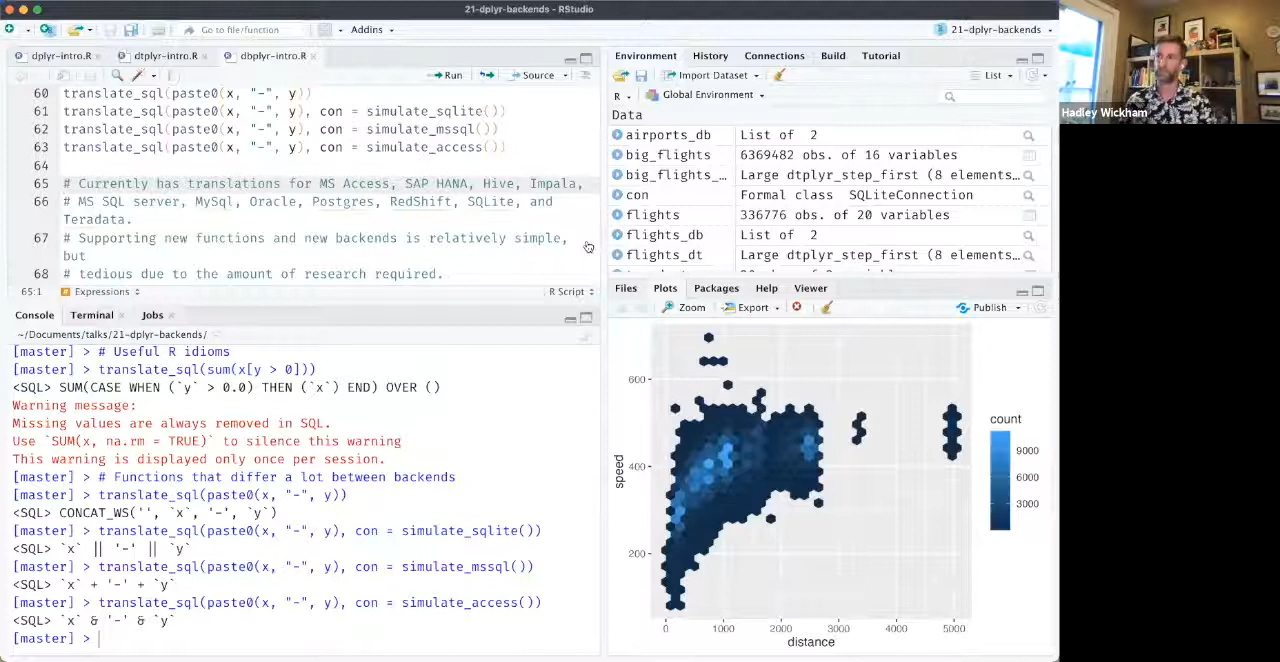 21-dplyr-backends - RStudio
Go to file/function
Addins
21-dplyr-backends
dplyr-intro.R
dtplyr-intro.R
dbplyr-intro.R
Run
Source
60 translate_sql(paste0(x, "-", y))
61 translate_sql(paste0(x, "-", y), con = simulate_sqlite())
62 translate_sql(paste0(x, "-", y), con = simulate_mssql())
63 translate_sql(paste0(x, "-", y), con = simulate_access())
64
65 # Currently has translations for MS Access, SAP HANA, Hive, Impala,
66 # MS SQL server, MySql, Oracle, Postgres, RedShift, SQLite, and
Teradata.
67 # Supporting new functions and new backends is relatively simple,
but
68 # tedious due to the amount of research required.
65:1
Expressions
R Script
Console
Terminal
Jobs
~/Documents/talks/21-dplyr-backends/
[master] > # Useful R idioms
[master] > translate_sql(sum(x[y > 0]))
<SQL> SUM(CASE WHEN (`y` > 0.0) THEN (`x`) END) OVER ()
Warning message:
Missing values are always removed in SQL.
Use `SUM(x, na.rm = TRUE)` to silence this warning
This warning is displayed only once per session.
[master] > # Functions that differ a lot between backends
[master] > translate_sql(paste0(x, "-", y))
<SQL> CONCAT_WS('', `x`, '-', `y`)
[master] > translate_sql(paste0(x, "-", y), con = simulate_sqlite())
<SQL> `x` || '-' || `y`
[master] > translate_sql(paste0(x, "-", y), con = simulate_mssql())
<SQL> `x` + '-' + `y`
[master] > translate_sql(paste0(x, "-", y), con = simulate_access())
<SQL> `x` & '-' & `y`
[master] >
Environment
History
Connections
Build
Tutorial
Import Dataset
List
R
Global Environment
Data
airports_db List of 2
big_flights 6369482 obs. of 16 variables
big_flights_… Large dtplyr_step_first (8 elements…
con Formal class SQLiteConnection
flights 336776 obs. of 20 variables
flights_db List of 2
flights_dt Large dtplyr_step_first (8 elements…
Files
Plots
Packages
Help
Viewer
Zoom
Export
Publish
600
400
200
speed
0
1000
2000
3000
4000
5000
distance
count
9000
6000
3000
Hadley Wickham